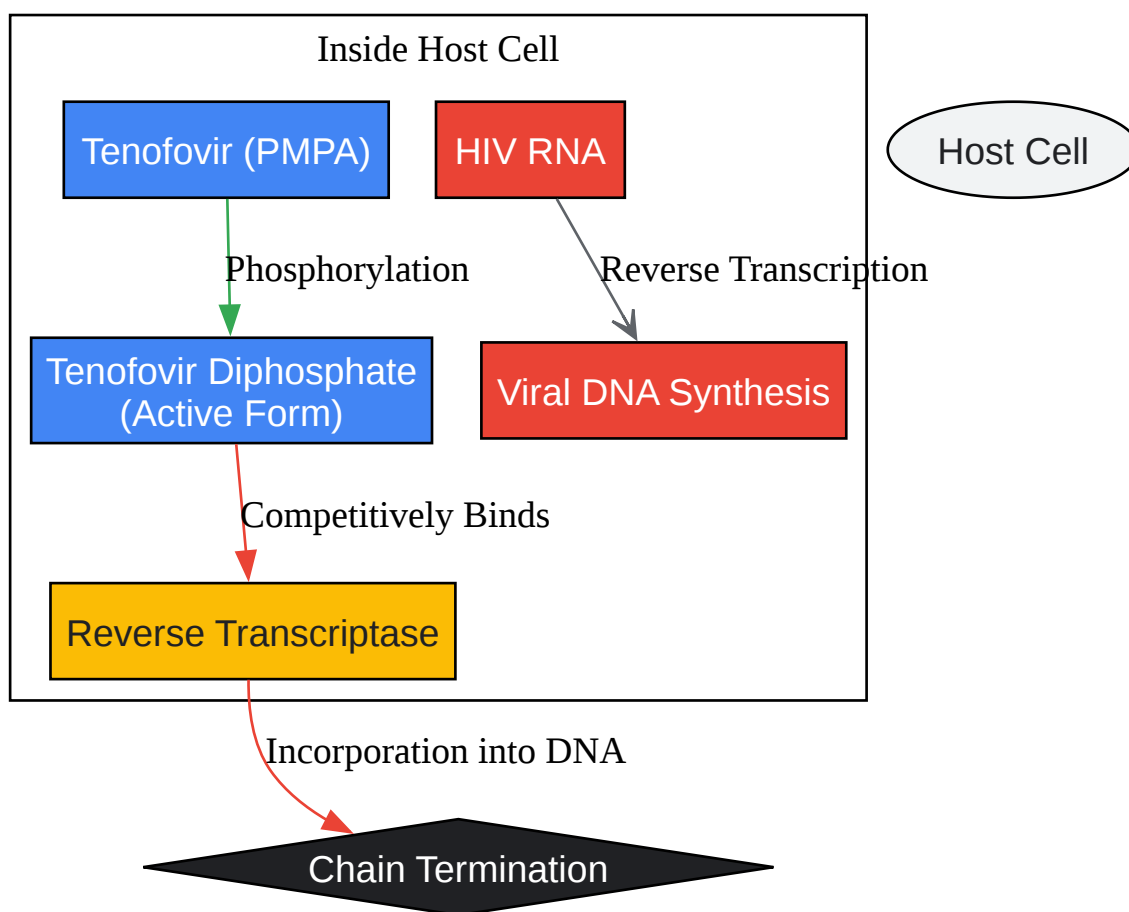 Inside Host Cell
Tenofovir (PMPA)
HIV RNA
Host Cell
Phosphorylation
Reverse Transcription
Tenofovir Diphosphate
(Active Form)
Viral DNA Synthesis
Competitively Binds
Reverse Transcriptase
Incorporation into DNA
Chain Termination